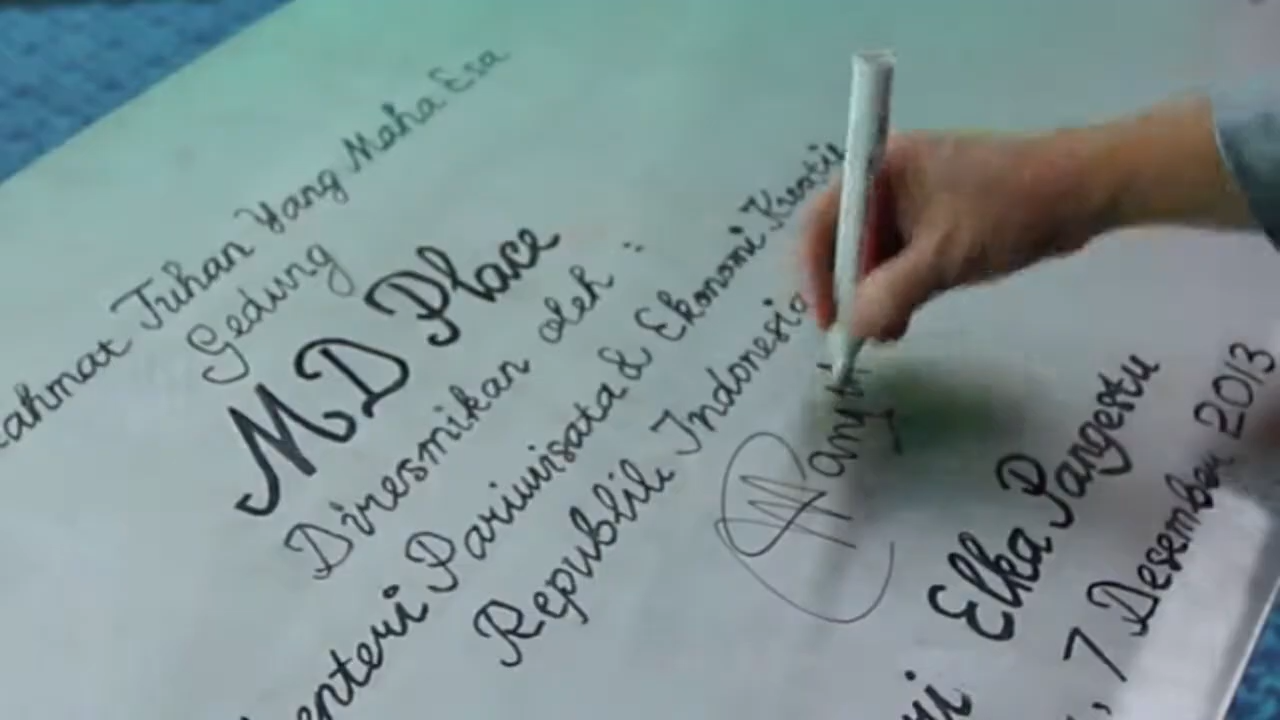 Rahmat Tuhan Yang Maha Esa
Gedung
MD Place
Diresmikan oleh :
Menteri Pariwisata & Ekonomi Kreatif
Republik Indonesia
Elka Pangestu
, 7 Desember 2013